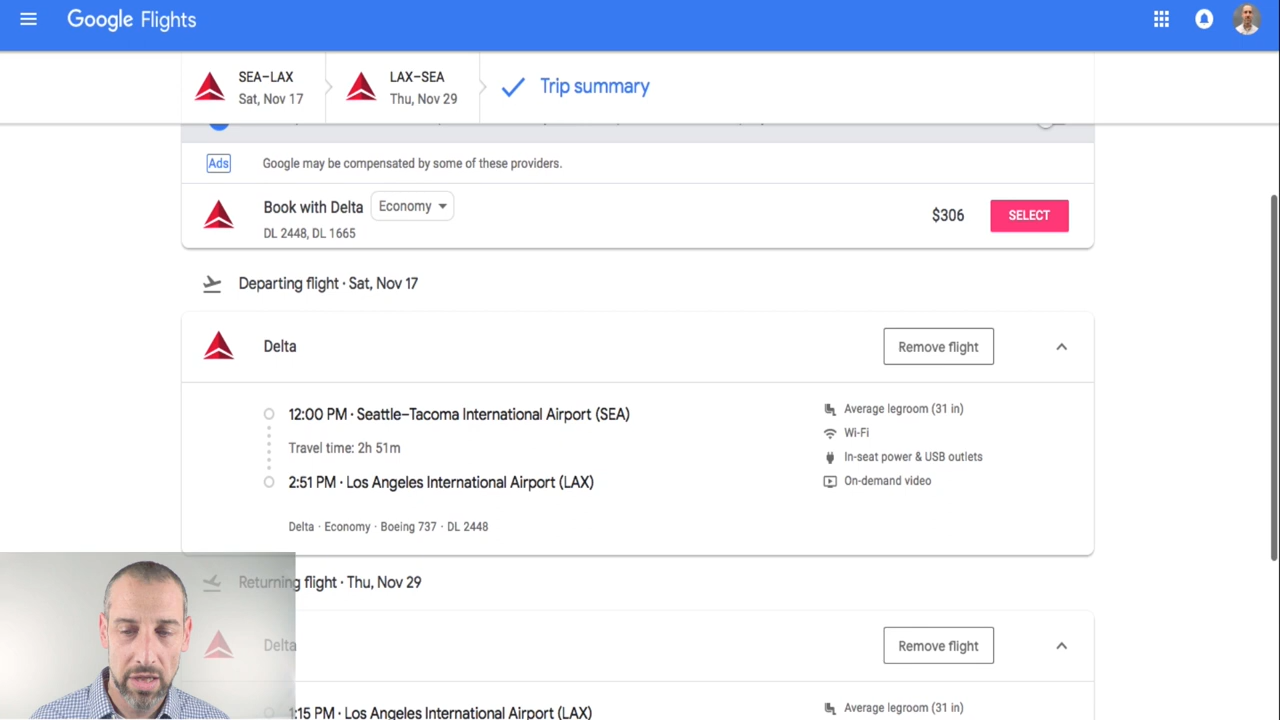 Google Flights
SEA–LAX
Sat, Nov 17
LAX–SEA
Thu, Nov 29
Trip summary
Ads
Google may be compensated by some of these providers.
Book with Delta
Economy
DL 2448, DL 1665
$306
SELECT
Departing flight · Sat, Nov 17
Delta
Remove flight
12:00 PM · Seattle–Tacoma International Airport (SEA)
Travel time: 2h 51m
2:51 PM · Los Angeles International Airport (LAX)
Delta · Economy · Boeing 737 · DL 2448
Average legroom (31 in)
Wi-Fi
In-seat power & USB outlets
On-demand video
Returning flight · Thu, Nov 29
Delta
Remove flight
1:15 PM · Los Angeles International Airport (LAX)
Average legroom (31 in)